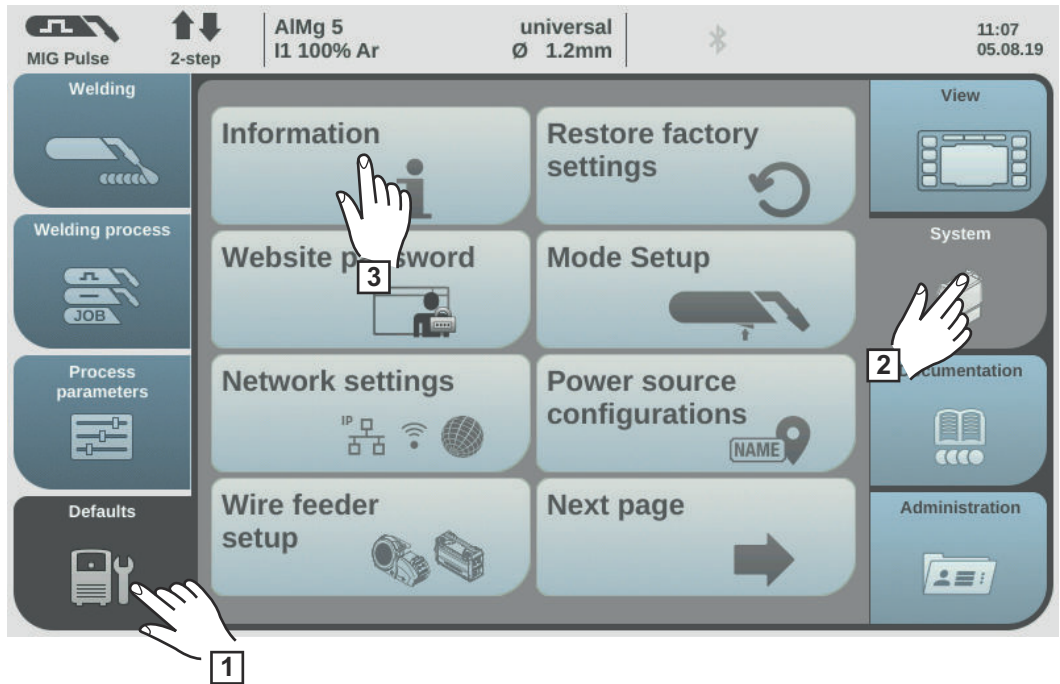 MIG Pulse
2-step
AlMg 5
I1 100% Ar
universal
Ø 1.2mm
11:07
05.08.19
Welding
Welding process
JOB
Process
parameters
Defaults
Information
Restore factory
settings
Website p sword
Mode Setup
Network settings
IP
Power source
configurations
NAME
Wire feeder
setup
Next page
View
System
cumentation
Administration
1
2
3